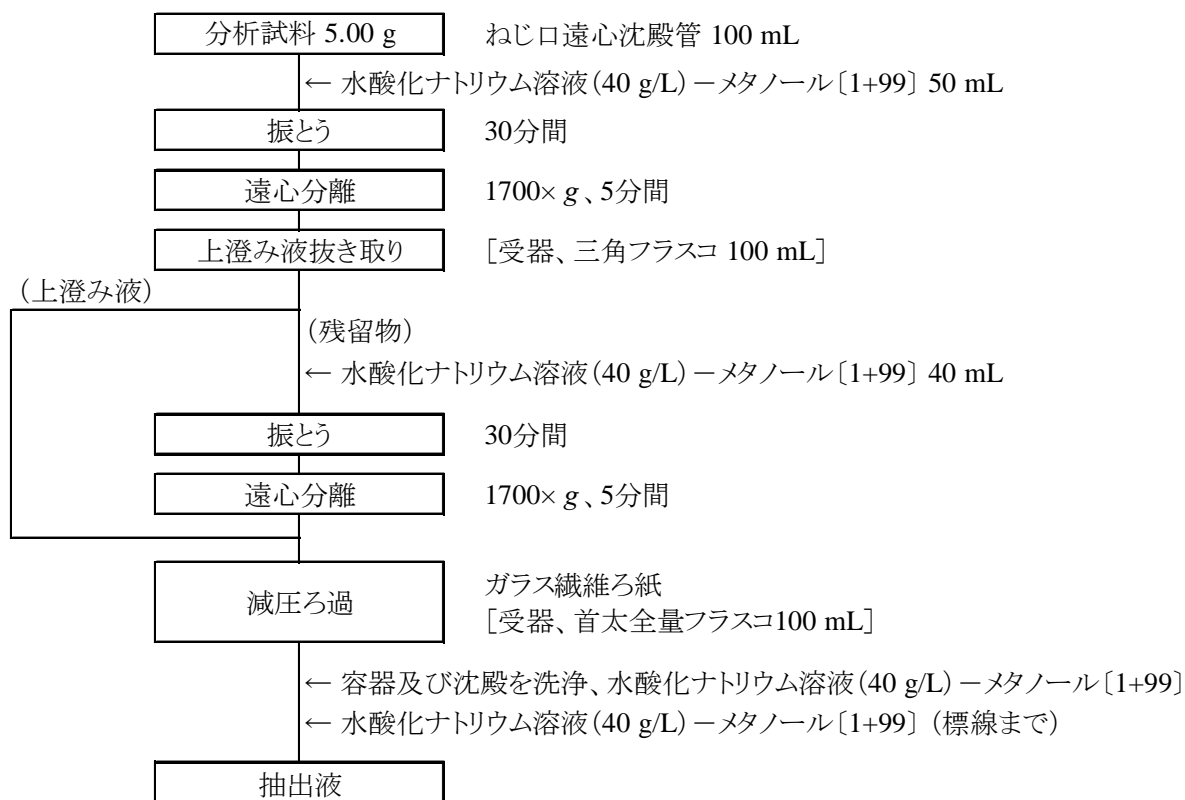 分析試料 5.00 g ねじ口遠心沈殿管 100 mL
← 水酸化ナトリウム溶液（40 g/L）－メタノール〔1+99〕 50 mL
振とう 30分間
遠心分離 1700× g 、5分間
上澄み液抜き取り ［受器、三角フラスコ 100 mL］
（上澄み液）
（残留物）
← 水酸化ナトリウム溶液（40 g/L）－メタノール〔1+99〕 40 mL
振とう 30分間
遠心分離 1700× g 、5分間
減圧ろ過 ガラス繊維ろ紙
［受器、首太全量フラスコ100 mL］
← 容器及び沈殿を洗浄、水酸化ナトリウム溶液（40 g/L）－メタノール〔1+99〕
← 水酸化ナトリウム溶液（40 g/L）－メタノール〔1+99〕 （標線まで）
抽出液